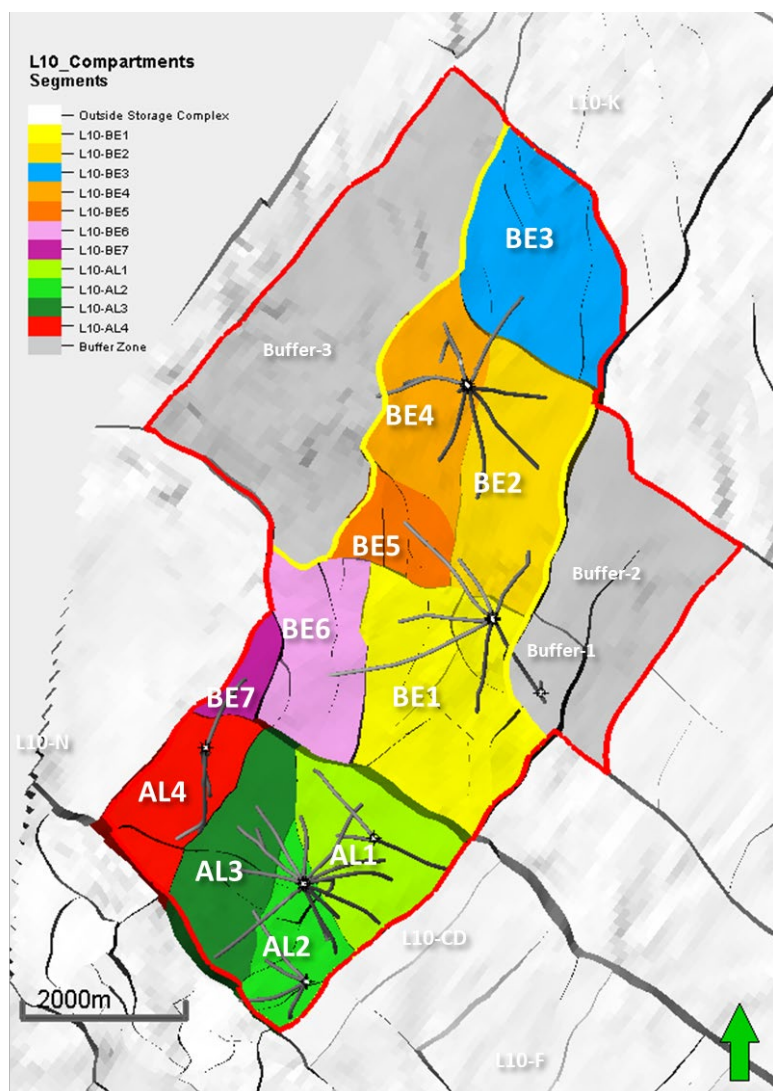 L10_Compartments
Segments
Outside Storage Complex
L10-BE1
L10-BE2
L10-BE3
L10-BE4
L10-BE5
L10-BE6
L10-BE7
L10-AL1
L10-AL2
L10-AL3
L10-AL4
Buffer Zone
L10-K
BE3
Buffer-3
BE4
BE2
BE5
Buffer-2
BE6
Buffer-1
BE7
BE1
L10-N
AL4
AL1
AL3
L10-CD
AL2
2000m
L10-F